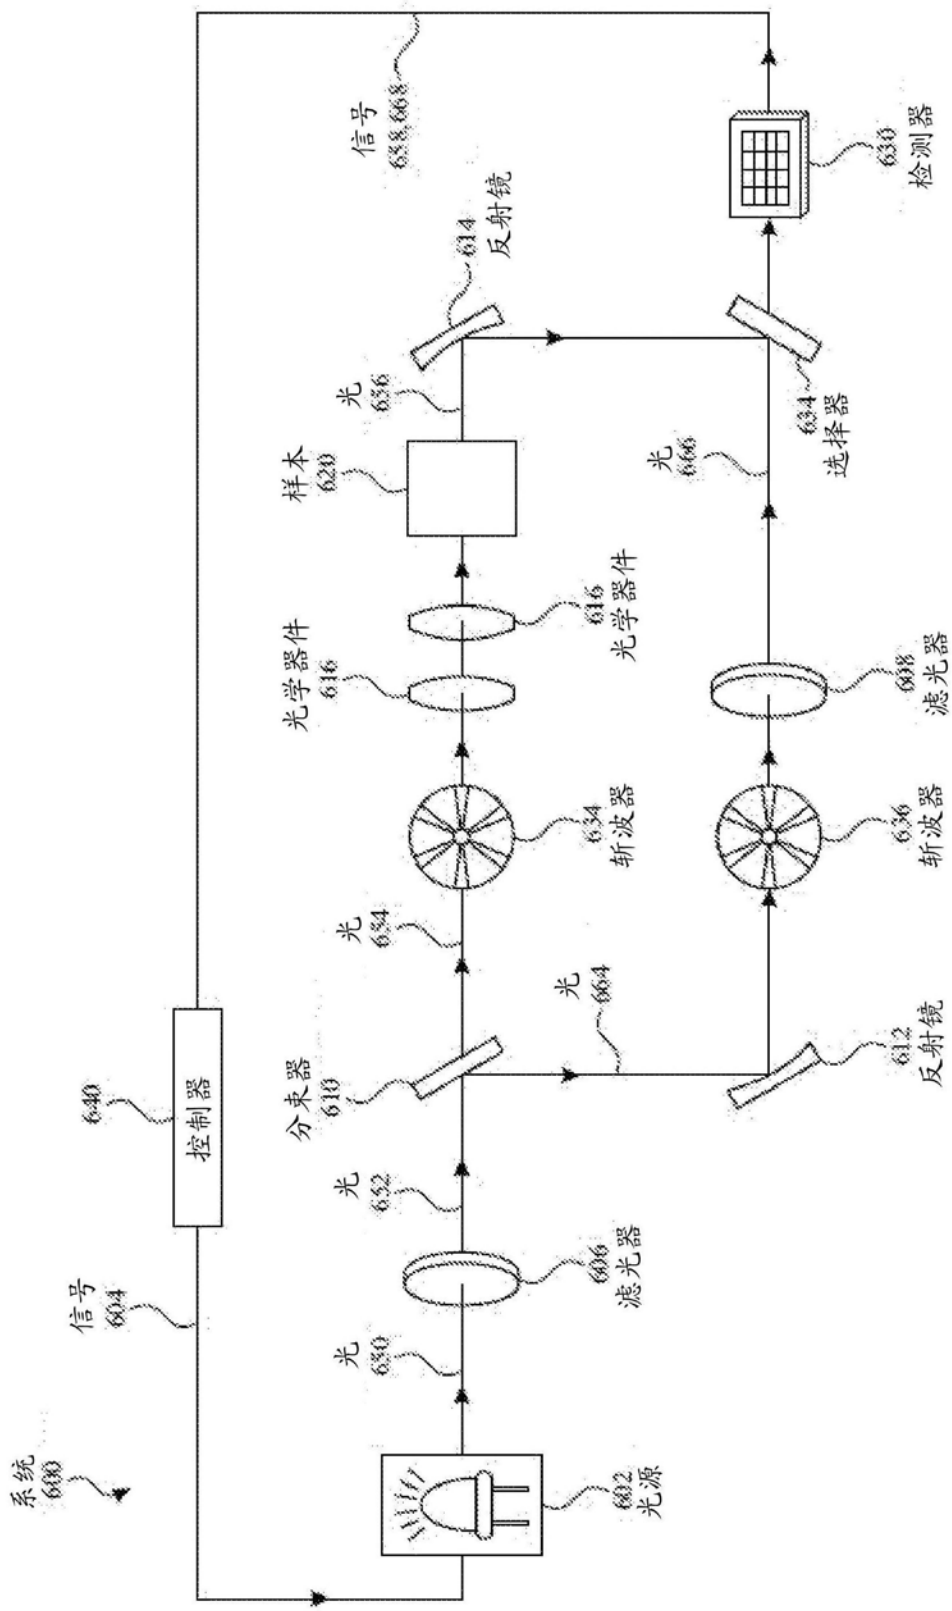 系统
600
信号
604
640
控制器
信号
658,668
602
光源
光
650
606
滤光器
光
652
分束器
610
光
654
光
664
612
反射镜
634
斩波器
636
斩波器
光学器件
616
616
光学器件
608
滤光器
样本
620
光
656
光
666
614
反射镜
634
选择器
630
检测器